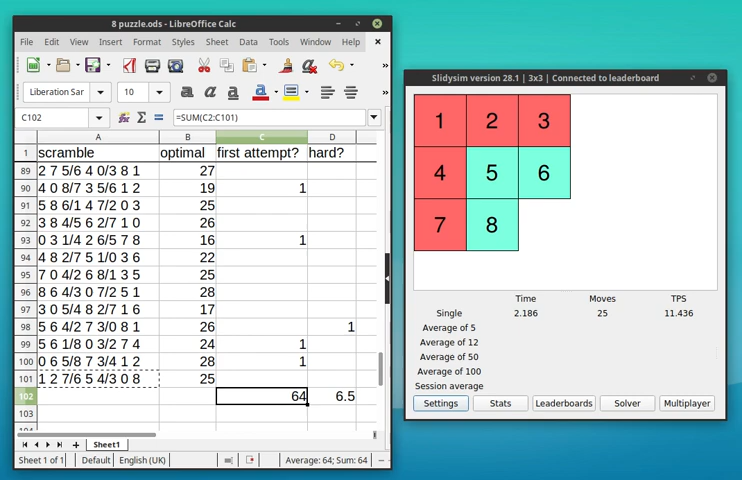 8 puzzle.ods - LibreOffice Calc
File Edit View Insert Format Styles Sheet Data Tools Window Help
Liberation Sar 10
C102 =SUM(C2:C101)
A B C D
1 scramble optimal first attempt? hard?
89 2 7 5/6 4 0/3 8 1 27
90 4 0 8/7 3 5/6 1 2 19 1
91 5 8 6/1 4 7/2 0 3 25
92 3 8 4/5 6 2/7 1 0 26
93 0 3 1/4 2 6/5 7 8 16 1
94 4 8 2/7 5 1/0 3 6 22
95 7 0 4/2 6 8/1 3 5 25
96 8 6 4/3 0 7/2 5 1 28
97 3 0 5/4 8 2/7 1 6 17
98 5 6 4/2 7 3/0 8 1 26 1
99 5 6 1/8 0 3/2 7 4 24 1
100 0 6 5/8 7 3/4 1 2 28 1
101 1 2 7/6 5 4/3 0 8 25
102 64 6.5
103
Sheet1
Sheet 1 of 1 Default English (UK) Average: 64; Sum: 64
Slidysim version 28.1 | 3x3 | Connected to leaderboard
1 2 3
4 5 6
7 8
Time Moves TPS
Single 2.186 25 11.436
Average of 5
Average of 12
Average of 50
Average of 100
Session average
Settings Stats Leaderboards Solver Multiplayer